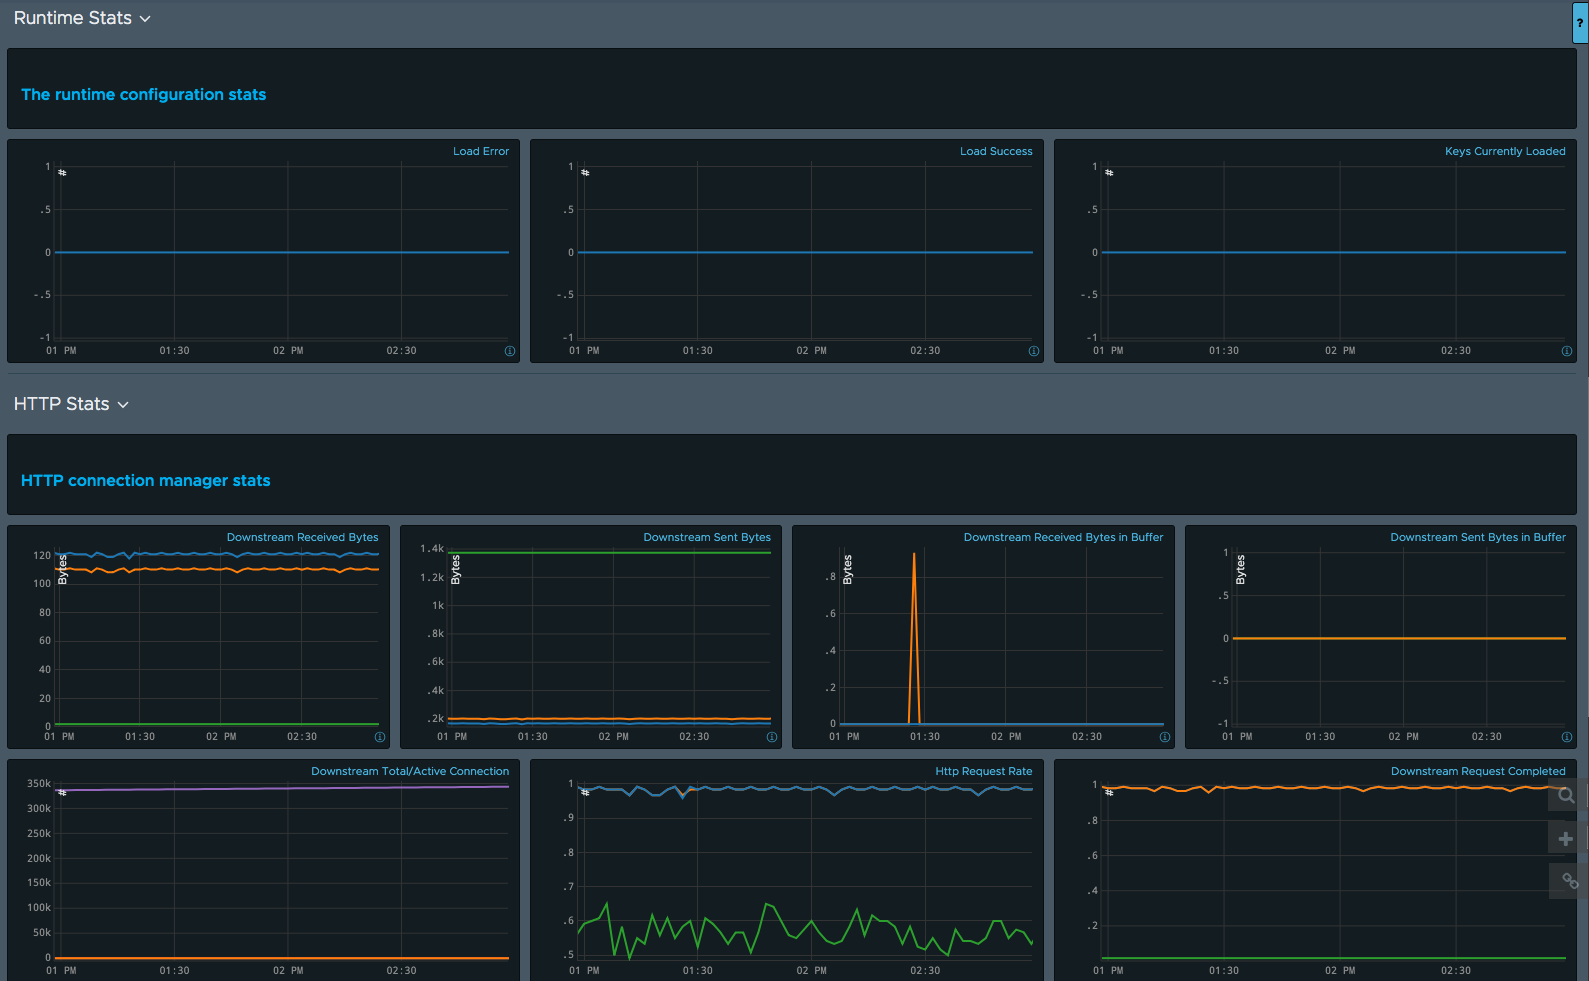 Runtime Stats
?
The runtime configuration stats
Load Error
1
#
.5
0
-.5
-1
01 PM 01:30 02 PM 02:30
Load Success
1
#
.5
0
-.5
-1
01 PM 01:30 02 PM 02:30
Keys Currently Loaded
1
#
.5
0
-.5
-1
01 PM 01:30 02 PM 02:30
HTTP Stats
HTTP connection manager stats
Downstream Received Bytes
Bytes
120
100
80
60
40
20
0
01 PM 01:30 02 PM 02:30
Downstream Sent Bytes
Bytes
1.4k
1.2k
1k
.8k
.6k
.4k
.2k
01 PM 01:30 02 PM 02:30
Downstream Received Bytes in Buffer
Bytes
.8
.6
.4
.2
0
01 PM 01:30 02 PM 02:30
Downstream Sent Bytes in Buffer
Bytes
1
.5
0
-.5
-1
01 PM 01:30 02 PM 02:30
Downstream Total/Active Connection
350k
#
300k
250k
200k
150k
100k
50k
0
01 PM 01:30 02 PM 02:30
Http Request Rate
1
#
.9
.8
.7
.6
.5
01 PM 01:30 02 PM 02:30
Downstream Request Completed
1
#
.8
.6
.4
.2
01 PM 01:30 02 PM 02:30